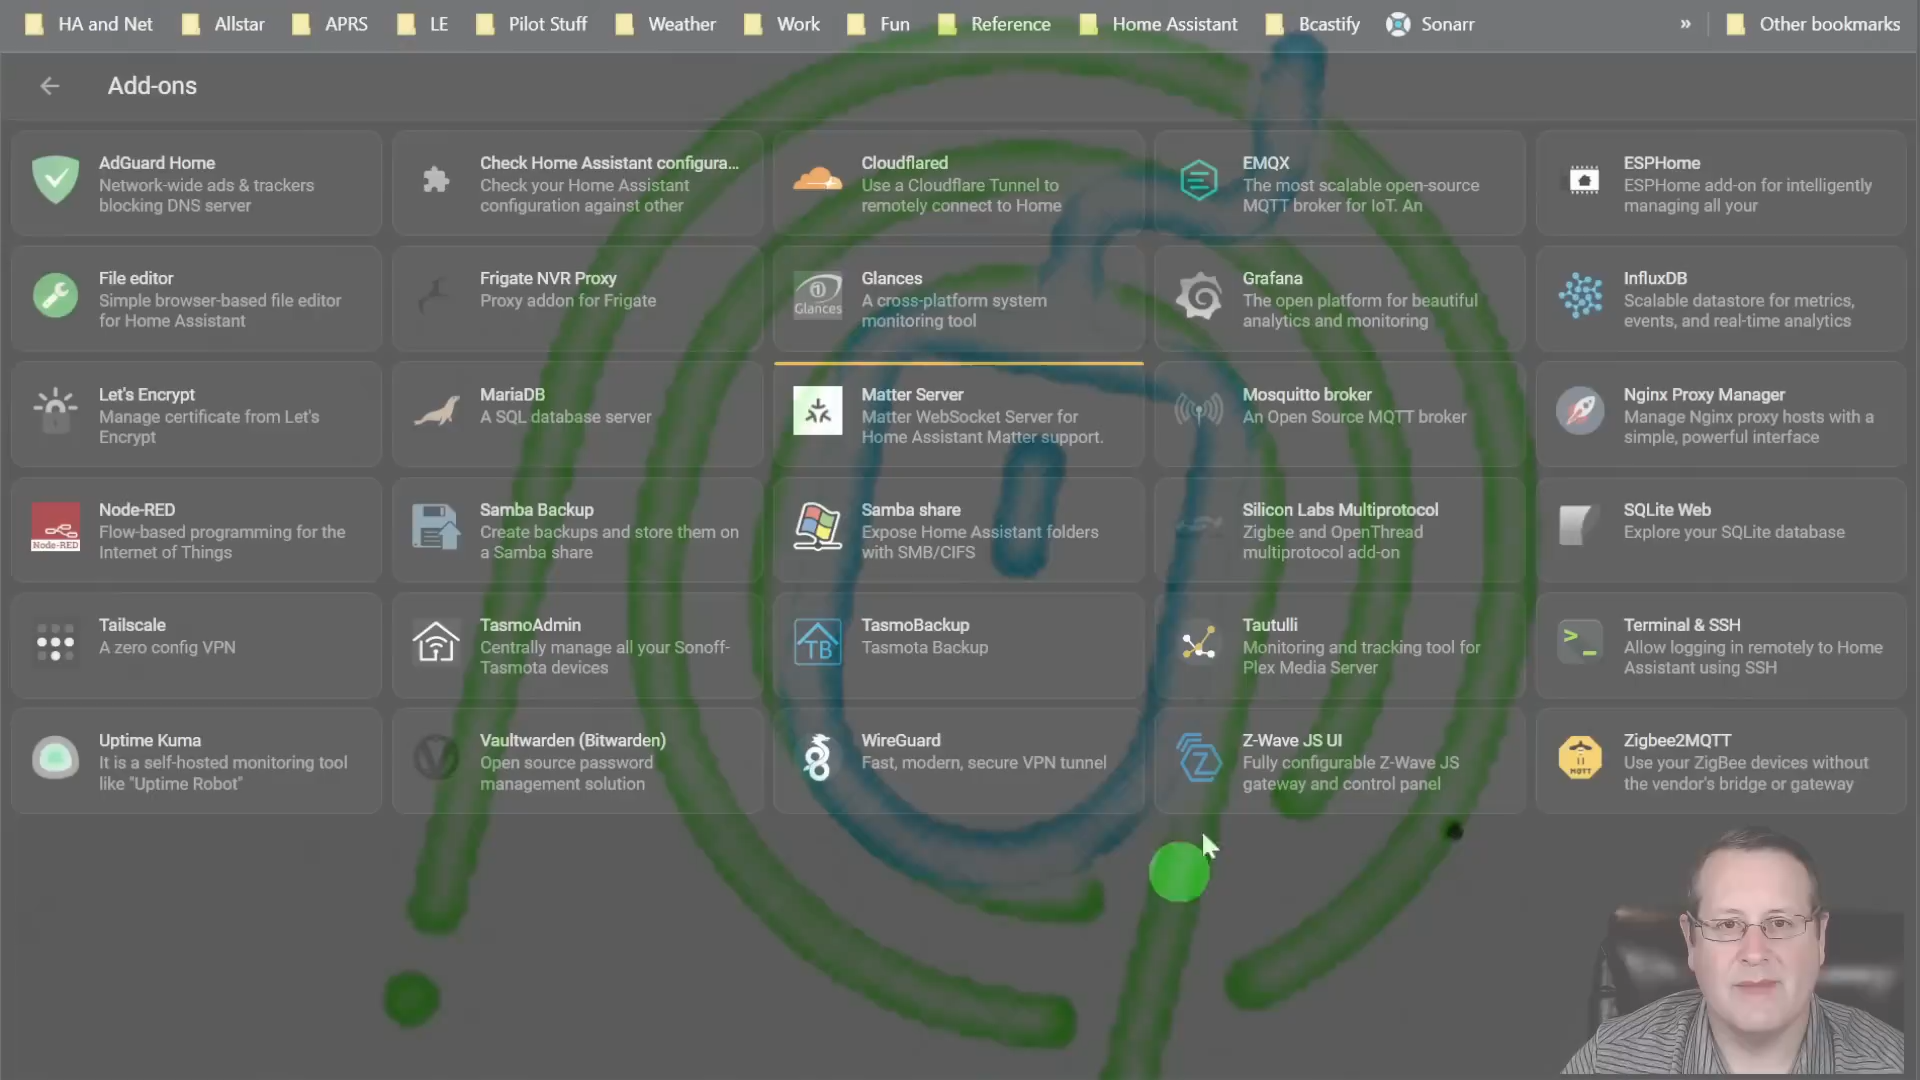 HA and Net
Allstar
APRS
LE
Pilot Stuff
Weather
Work
Fun
Reference
Home Assistant
Bcastify
Sonarr
»
Other bookmarks
Add-ons
AdGuard Home
Network-wide ads & trackers
blocking DNS server
Check Home Assistant configura...
Check your Home Assistant
configuration against other
Cloudflared
Use a Cloudflare Tunnel to
remotely connect to Home
EMQX
The most scalable open-source
MQTT broker for IoT. An
ESPHome
ESPHome add-on for intelligently
managing all your
File editor
Simple browser-based file editor
for Home Assistant
Frigate NVR Proxy
Proxy addon for Frigate
Glances
Glances
A cross-platform system
monitoring tool
Grafana
The open platform for beautiful
analytics and monitoring
InfluxDB
Scalable datastore for metrics,
events, and real-time analytics
Let's Encrypt
Manage certificate from Let's
Encrypt
MariaDB
A SQL database server
Matter Server
Matter WebSocket Server for
Home Assistant Matter support.
Mosquitto broker
An Open Source MQTT broker
Nginx Proxy Manager
Manage Nginx proxy hosts with a
simple, powerful interface
Node-RED
Node-RED
Flow-based programming for the
Internet of Things
Samba Backup
Create backups and store them on
a Samba share
Samba share
Expose Home Assistant folders
with SMB/CIFS
Silicon Labs Multiprotocol
Zigbee and OpenThread
multiprotocol add-on
SQLite Web
Explore your SQLite database
Tailscale
A zero config VPN
TasmoAdmin
Centrally manage all your Sonoff-
Tasmota devices
TB
TasmoBackup
Tasmota Backup
Tautulli
Monitoring and tracking tool for
Plex Media Server
Terminal & SSH
Allow logging in remotely to Home
Assistant using SSH
Uptime Kuma
It is a self-hosted monitoring tool
like "Uptime Robot"
Vaultwarden (Bitwarden)
Open source password
management solution
WireGuard
Fast, modern, secure VPN tunnel
Z
Z-Wave JS UI
Fully configurable Z-Wave JS
gateway and control panel
MQTT
Zigbee2MQTT
Use your ZigBee devices without
the vendor's bridge or gateway